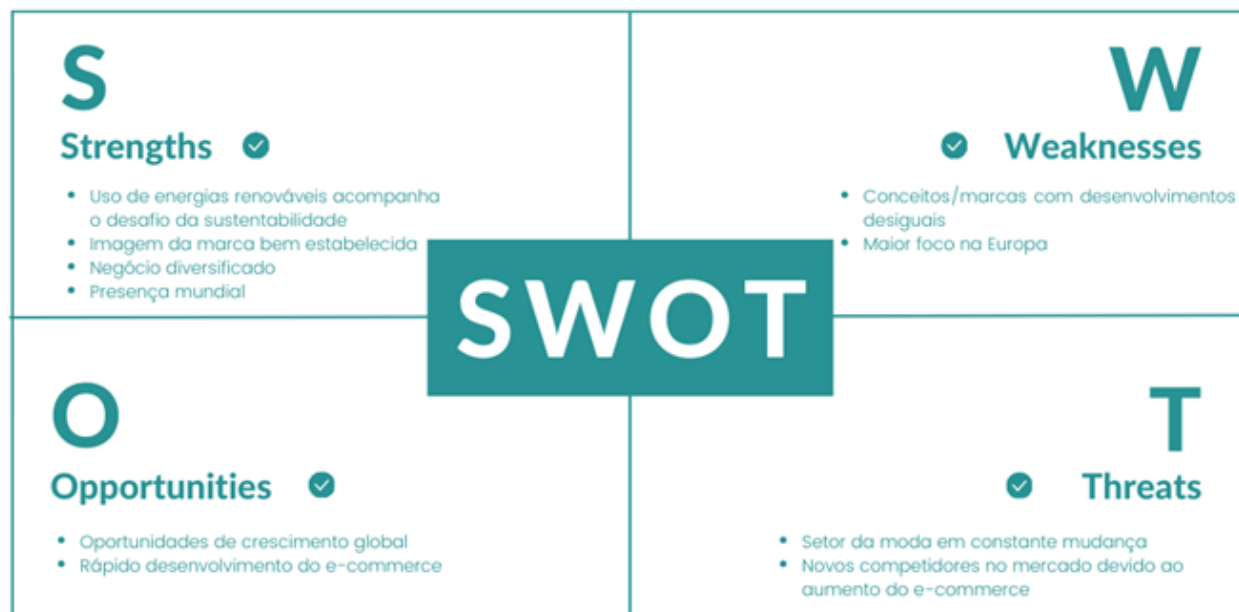 S
Strengths
• Uso de energias renováveis acompanha
o desafio da sustentabilidade
• Imagem da marca bem estabelecida
• Negócio diversificado
• Presença mundial
W
Weaknesses
• Conceitos/marcas com desenvolvimentos
desiguais
• Maior foco na Europa
SWOT
O
Opportunities
• Oportunidades de crescimento global
• Rápido desenvolvimento do e-commerce
T
Threats
• Setor da moda em constante mudança
• Novos competidores no mercado devido ao
aumento do e-commerce